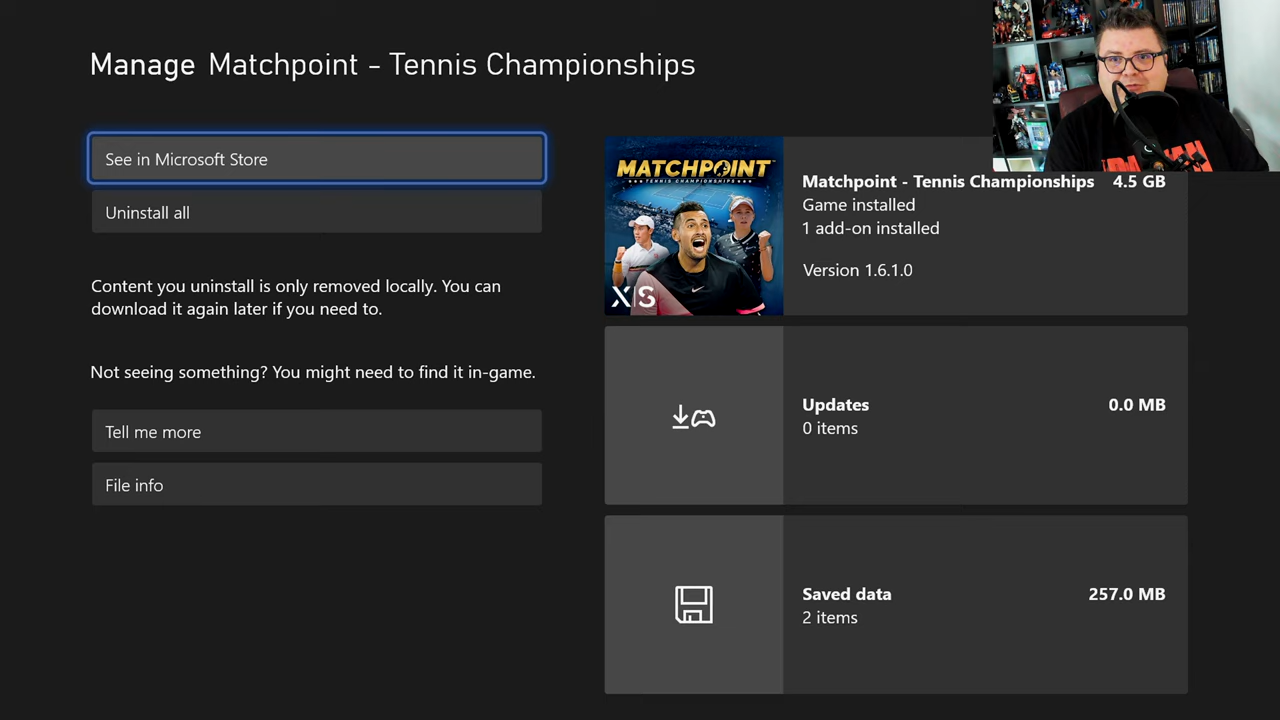 Manage Matchpoint - Tennis Championships
See in Microsoft Store
Uninstall all
Content you uninstall is only removed locally. You can
download it again later if you need to.
Not seeing something? You might need to find it in-game.
Tell me more
File info
MATCHPOINT
TENNIS CHAMPIONSHIPS
X|S
Matchpoint - Tennis Championships 4.5 GB
Game installed
1 add-on installed
Version 1.6.1.0
Updates 0.0 MB
0 items
Saved data 257.0 MB
2 items